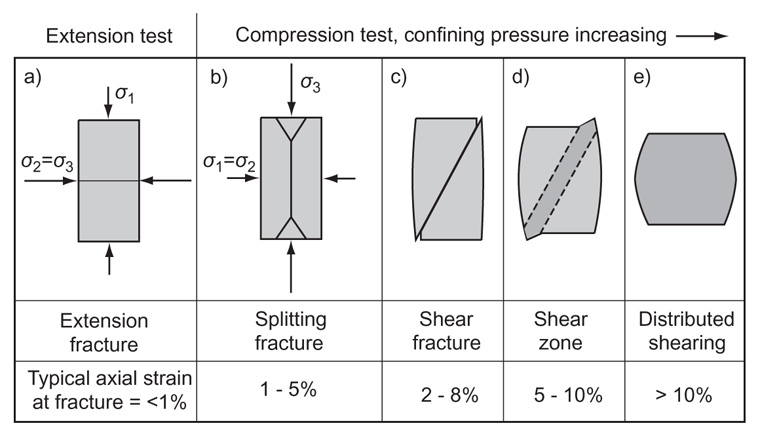 Extension test
Compression test, confining pressure increasing
a)
b)
c)
d)
e)
σ1
σ2=σ3
σ3
σ1=σ2
Extension
fracture
Splitting
fracture
Shear
fracture
Shear
zone
Distributed
shearing
Typical axial strain
at fracture = <1%
1 - 5%
2 - 8%
5 - 10%
> 10%